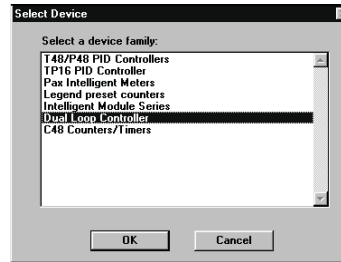 Select Device
Select a device family:
T48/P48 PID Controllers
TP16 PID Controller
Pax Intelligent Meters
Legend preset counters
Intelligent Module Series
Dual Loop Controller
C48 Counters/Timers
OK
Cancel